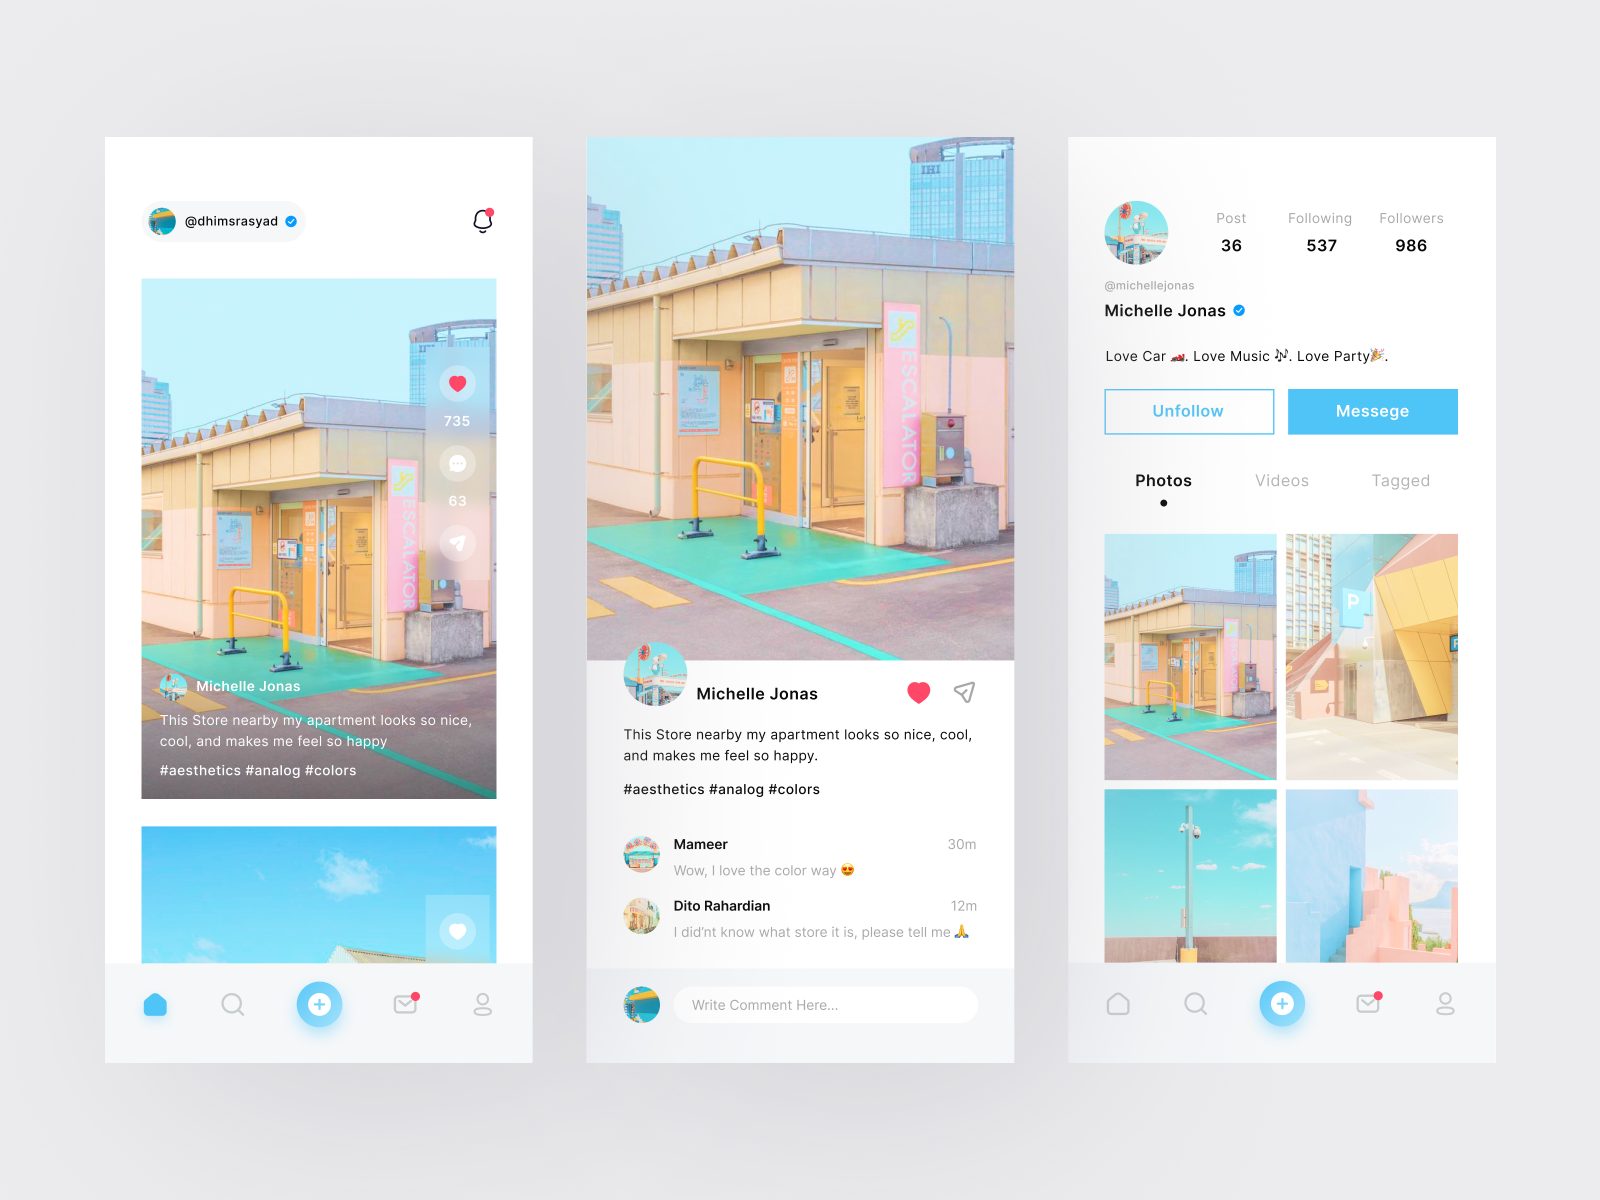 @dhimsrasyad
735
63
ESCALATOR
Michelle Jonas
This Store nearby my apartment looks so nice,
cool, and makes me feel so happy
#aesthetics #analog #colors
IHI
ESCALATOR
Michelle Jonas
This Store nearby my apartment looks so nice, cool,
and makes me feel so happy.
#aesthetics #analog #colors
Mameer 30m
Wow, I love the color way 😍
Dito Rahardian 12m
I did'nt know what store it is, please tell me 🙏
Write Comment Here...
Post Following Followers
36 537 986
@michellejonas
Michelle Jonas
Love Car 🏎️. Love Music 🎶. Love Party🎉.
Unfollow Messege
Photos Videos Tagged
P